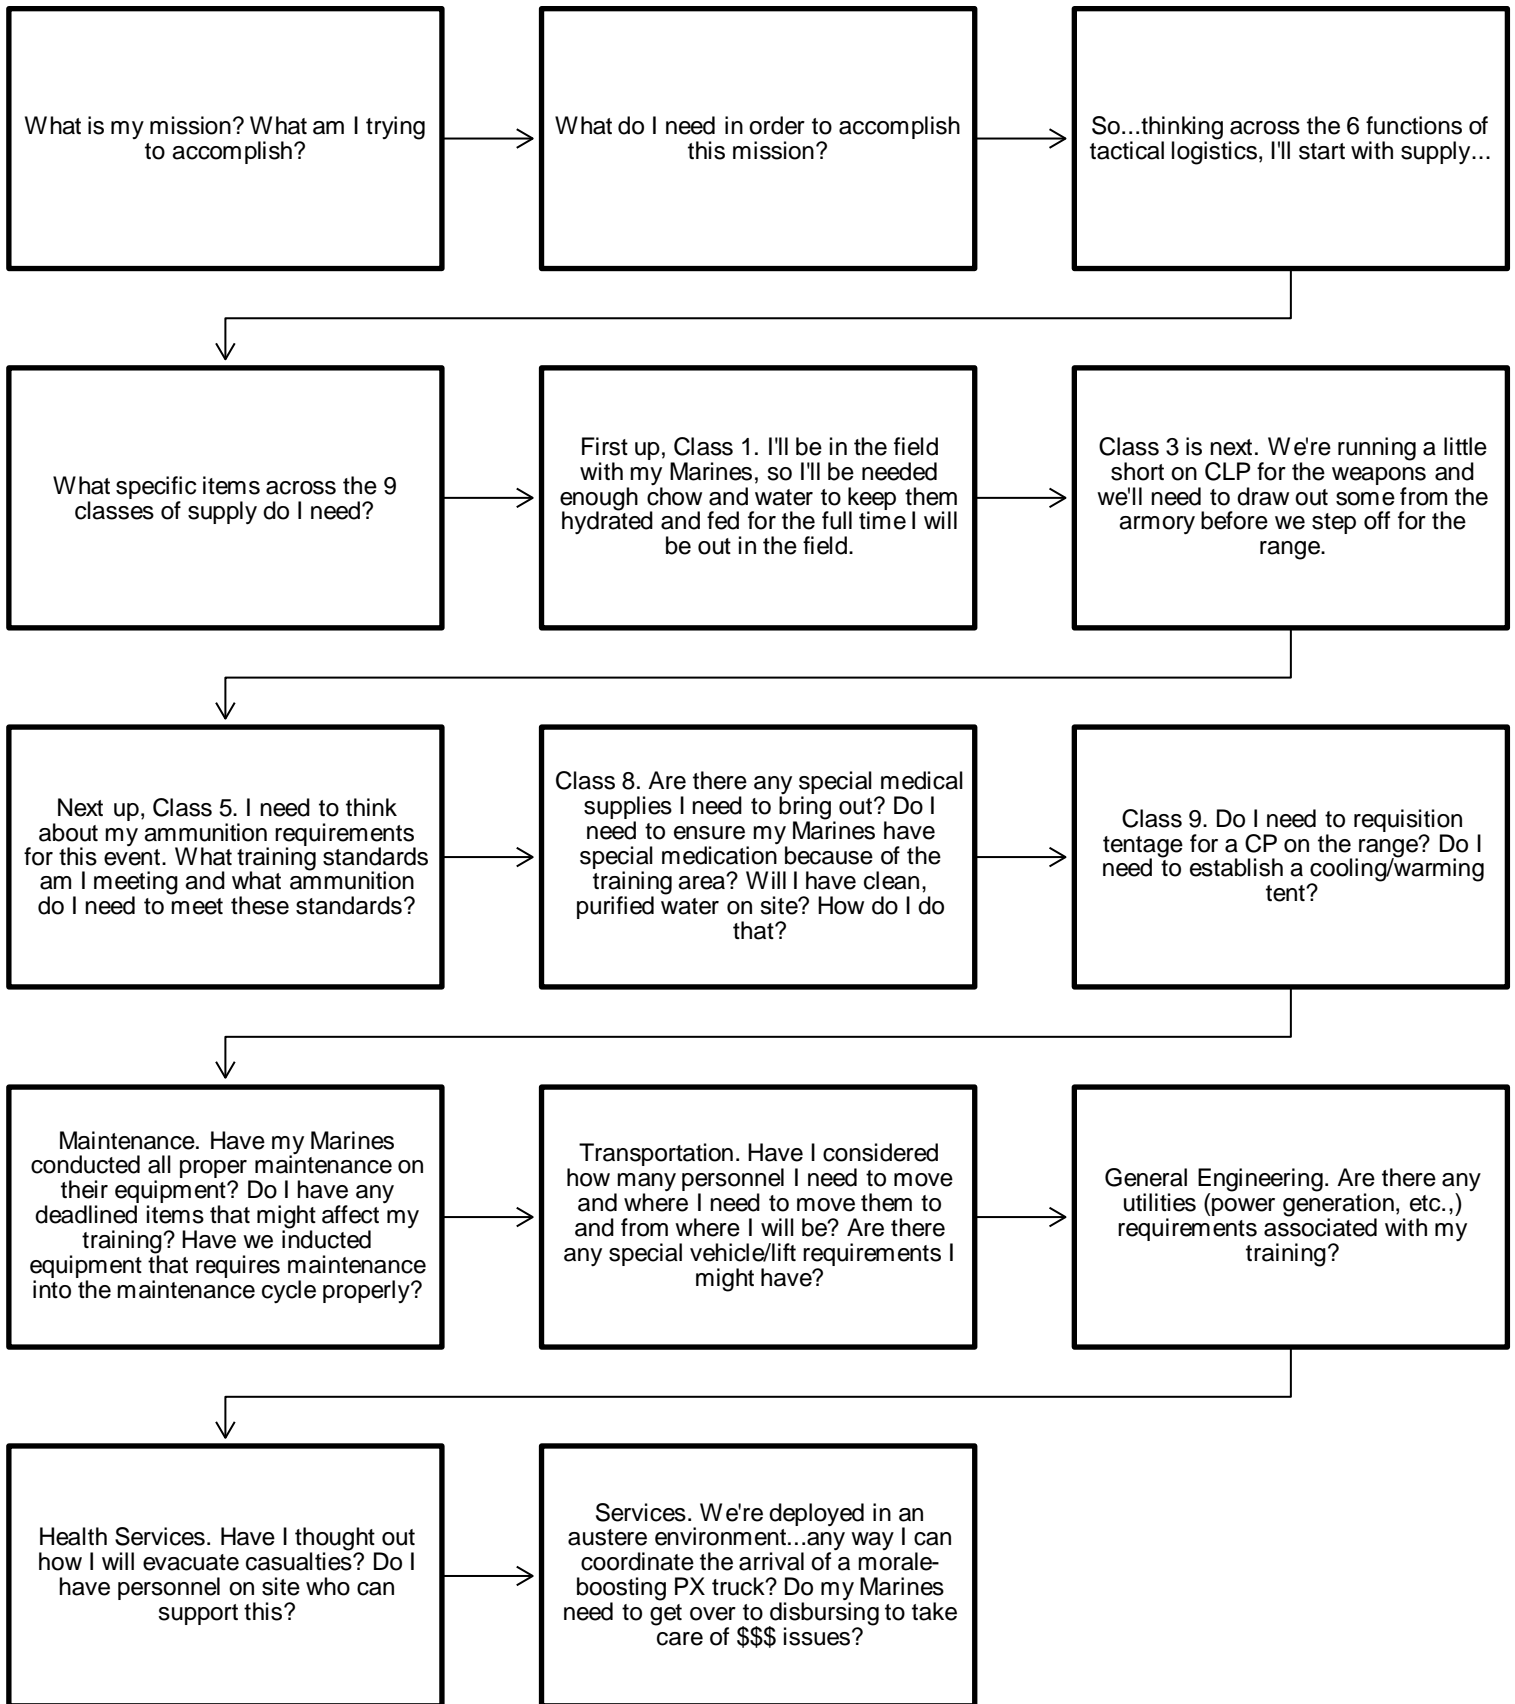 What is my mission? What am I trying
to accomplish?
What do I need in order to accomplish
this mission?
So...thinking across the 6 functions of
tactical logistics, I'll start with supply...
What specific items across the 9
classes of supply do I need?
First up, Class 1. I'll be in the field
with my Marines, so I'll be needed
enough chow and water to keep them
hydrated and fed for the full time I will
be out in the field.
Class 3 is next. We're running a little
short on CLP for the weapons and
we'll need to draw out some from the
armory before we step off for the
range.
Next up, Class 5. I need to think
about my ammunition requirements
for this event. What training standards
am I meeting and what ammunition
do I need to meet these standards?
Class 8. Are there any special medical
supplies I need to bring out? Do I
need to ensure my Marines have
special medication because of the
training area? Will I have clean,
purified water on site? How do I do
that?
Class 9. Do I need to requisition
tentage for a CP on the range? Do I
need to establish a cooling/warming
tent?
Maintenance. Have my Marines
conducted all proper maintenance on
their equipment? Do I have any
deadlined items that might affect my
training? Have we inducted
equipment that requires maintenance
into the maintenance cycle properly?
Transportation. Have I considered
how many personnel I need to move
and where I need to move them to
and from where I will be? Are there
any special vehicle/lift requirements I
might have?
General Engineering. Are there any
utilities (power generation, etc.,)
requirements associated with my
training?
Health Services. Have I thought out
how I will evacuate casualties? Do I
have personnel on site who can
support this?
Services. We're deployed in an
austere environment...any way I can
coordinate the arrival of a morale-
boosting PX truck? Do my Marines
need to get over to disbursing to take
care of $$$ issues?